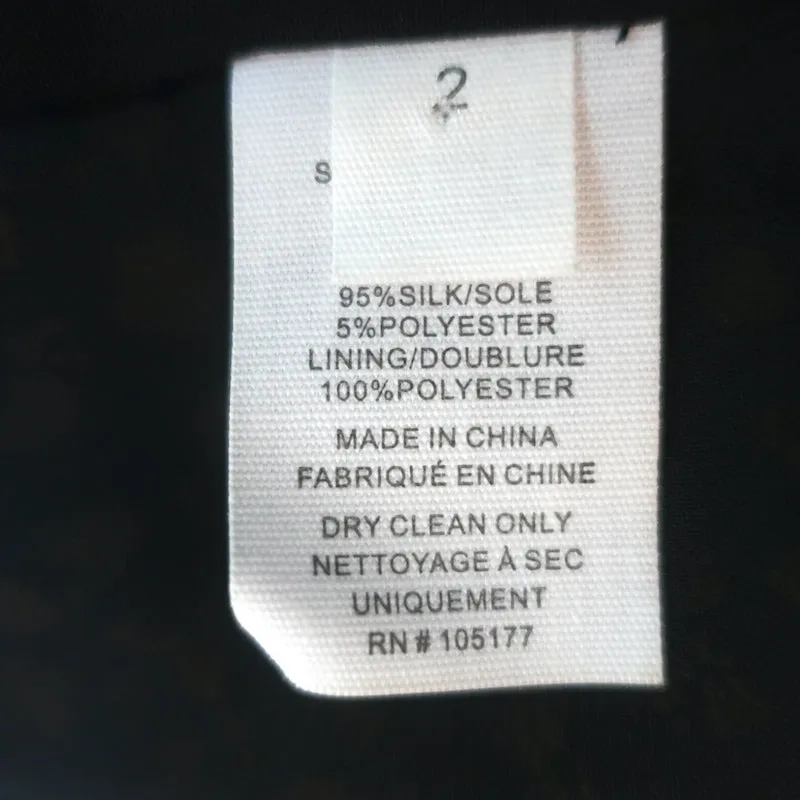 2
S
95%SILK/SOLE
5%POLYESTER
LINING/DOUBLURE
100%POLYESTER
MADE IN CHINA
FABRIQUÉ EN CHINE
DRY CLEAN ONLY
NETTOYAGE À SEC
UNIQUEMENT
RN # 105177